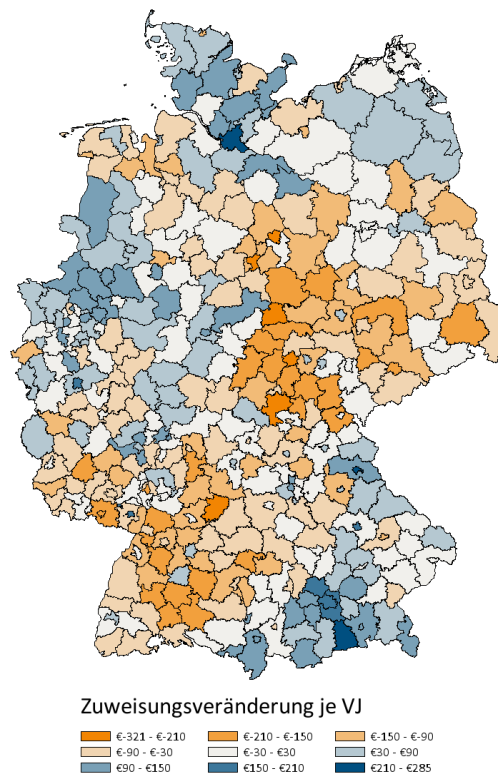 Zuweisungsveränderung je VJ
€-321 - €-210 €-210 - €-150 €-150 - €-90
€-90 - €-30 €-30 - €30 €30 - €90
€90 - €150 €150 - €210 €210 - €285